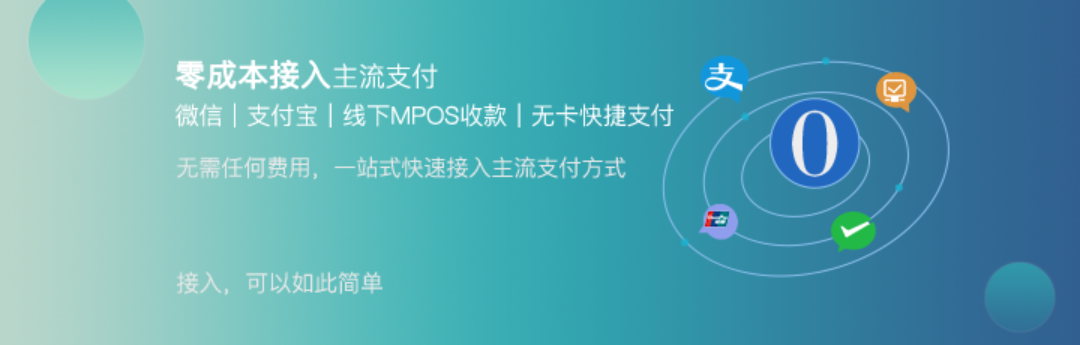 零成本接入主流支付
微信｜支付宝｜线下MPOS收款｜无卡快捷支付
无需任何费用，一站式快速接入主流支付方式
接入，可以如此简单
支
0